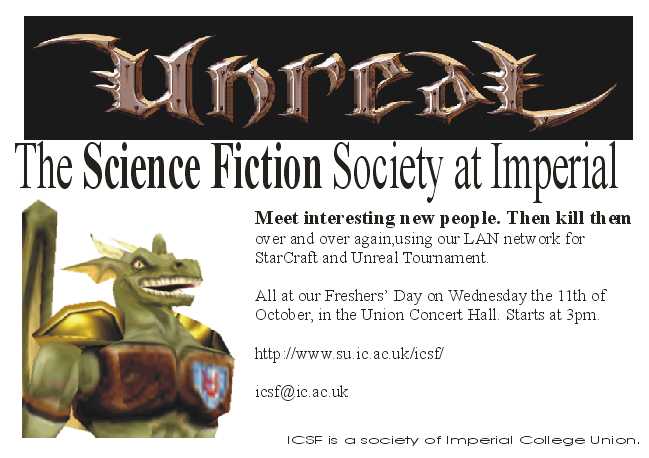 Unreal
The Science Fiction Society at Imperial
Meet interesting new people. Then kill them
over and over again,using our LAN network for
StarCraft and Unreal Tournament.
All at our Freshers’ Day on Wednesday the 11th of
October, in the Union Concert Hall. Starts at 3pm.
http://www.su.ic.ac.uk/icsf/
icsf@ic.ac.uk
ICSF is a society of Imperial College Union.